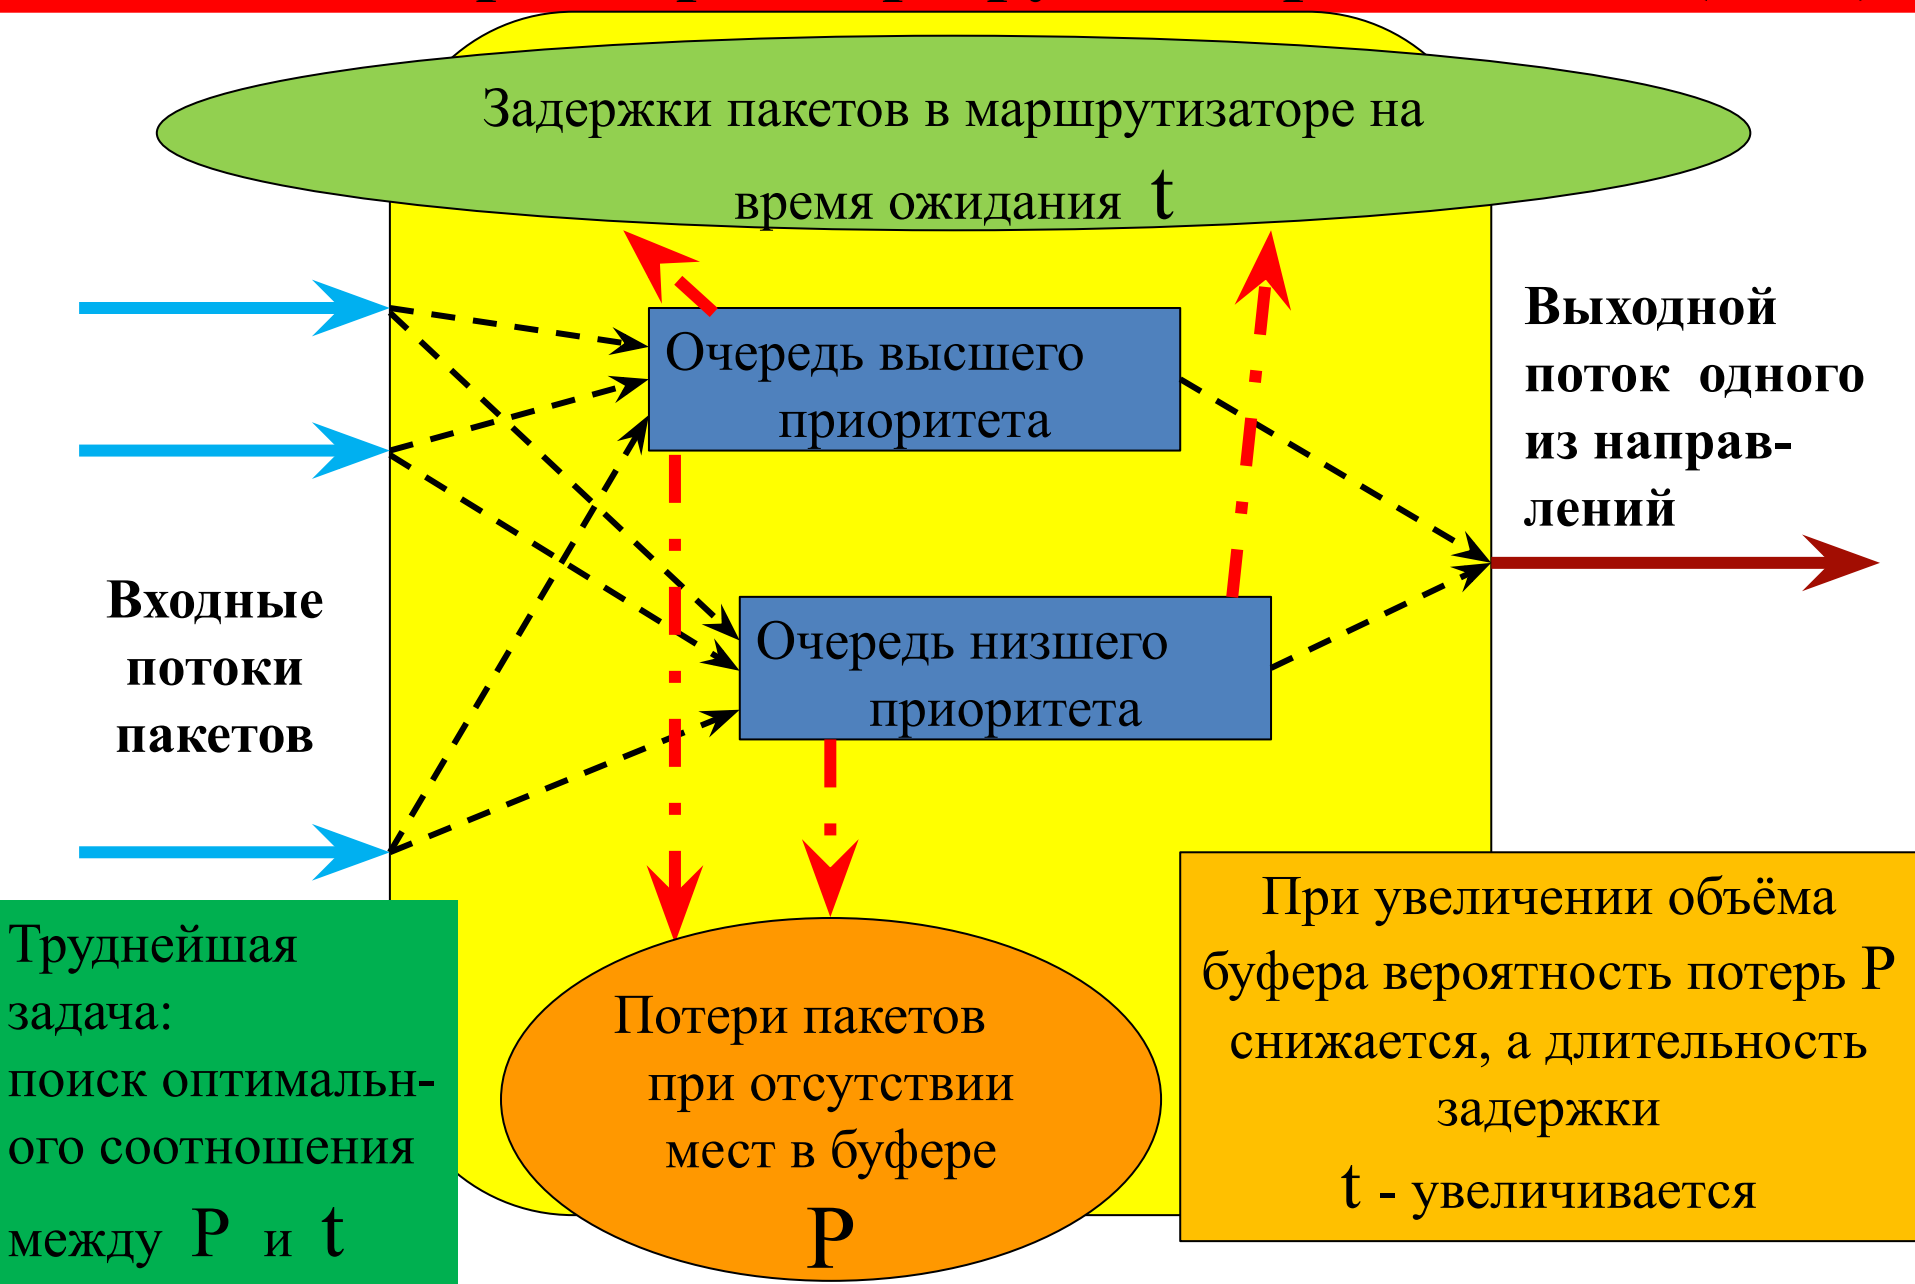 Задержки пакетов в маршрутизаторе на
время ожидания t
Очередь высшего
приоритета
Выходной
поток одного
из направ-
лений
Входные
потоки
пакетов
Очередь низшего
приоритета
Труднейшая
задача:
поиск оптимальн-
ого соотношения
между P и t
Потери пакетов
при отсутствии
мест в буфере
P
При увеличении объёма
буфера вероятность потерь P
снижается, а длительность
задержки
t - увеличивается